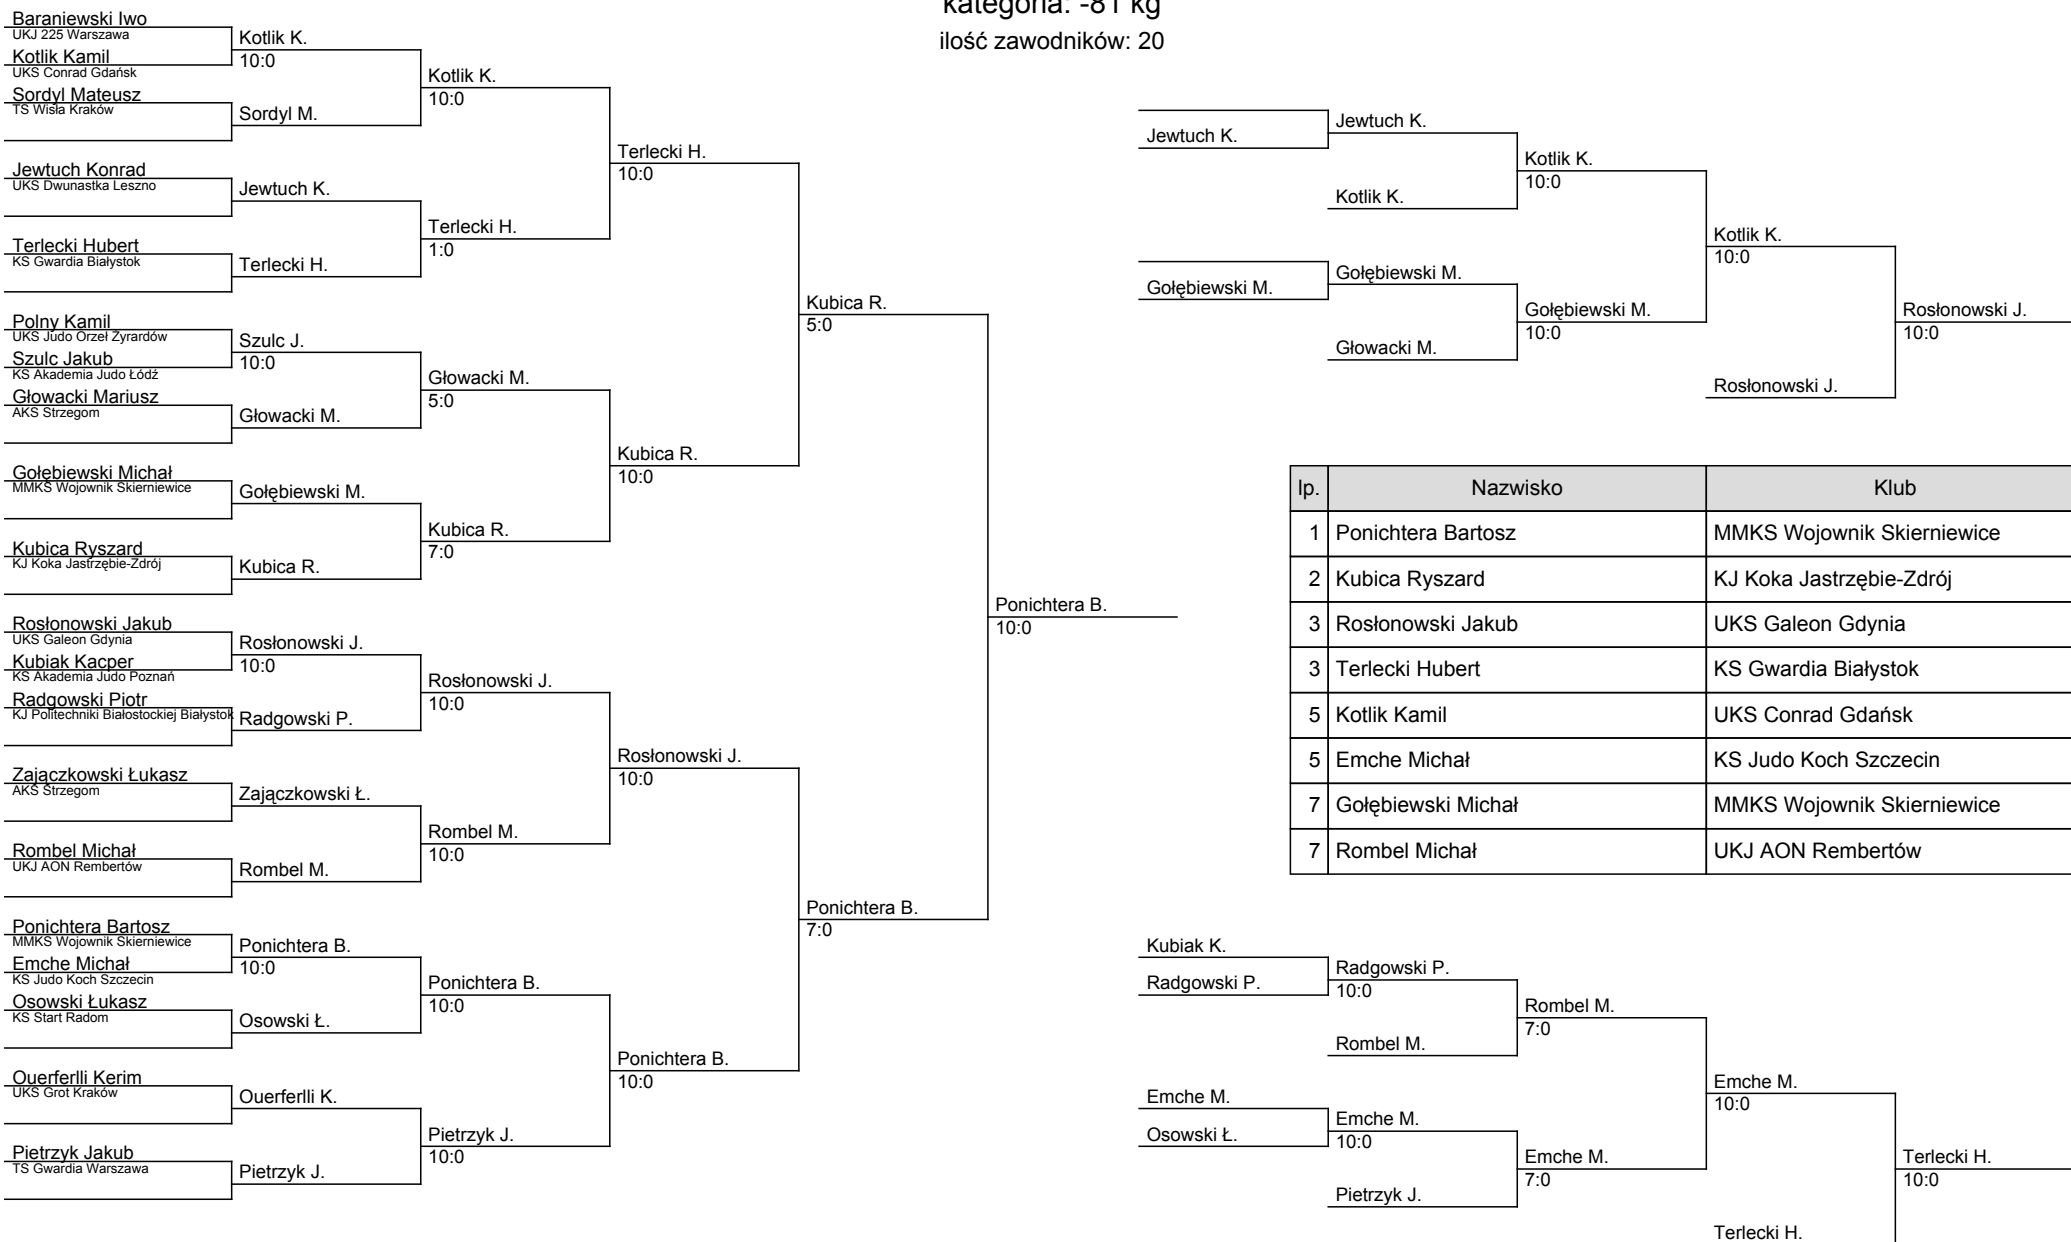 kategoria: -81 kg
ilość zawodników: 20
Baraniewski Iwo
UKJ 225 Warszawa
Kotlik Kamil
UKS Conrad Gdańsk
Sordyl Mateusz
TS Wisła Kraków
Jewtuch Konrad
UKS Dwunastka Leszno
Terlecki Hubert
KS Gwardia Białystok
Polny Kamil
UKS Judo Orzeł Żyrardów
Szulc Jakub
KS Akademia Judo Łódź
Głowacki Mariusz
AKS Strzegom
Gołębiewski Michał
MMKS Wojownik Skierniewice
Kubica Ryszard
KJ Koka Jastrzębie-Zdrój
Rosłonowski Jakub
UKS Galeon Gdynia
Kubiak Kacper
KS Akademia Judo Poznań
Radgowski Piotr
KJ Politechniki Białostockiej Białystok
Zajączkowski Łukasz
AKS Strzegom
Rombel Michał
UKJ AON Rembertów
Ponichtera Bartosz
MMKS Wojownik Skierniewice
Emche Michał
KS Judo Koch Szczecin
Osowski Łukasz
KS Start Radom
Ouerferlli Kerim
UKS Grot Kraków
Pietrzyk Jakub
TS Gwardia Warszawa
Kotlik K.
10:0
Sordyl M.
Jewtuch K.
Terlecki H.
Szulc J.
10:0
Głowacki M.
Gołębiewski M.
Kubica R.
Rosłonowski J.
10:0
Radgowski P.
Zajączkowski Ł.
Rombel M.
Ponichtera B.
10:0
Osowski Ł.
Ouerferlli K.
Pietrzyk J.
Kotlik K.
10:0
Terlecki H.
1:0
Głowacki M.
5:0
Kubica R.
7:0
Rosłonowski J.
10:0
Rombel M.
10:0
Ponichtera B.
10:0
Pietrzyk J.
10:0
Terlecki H.
10:0
Kubica R.
10:0
Rosłonowski J.
10:0
Ponichtera B.
10:0
Kubica R.
5:0
Ponichtera B.
7:0
Ponichtera B.
10:0
Jewtuch K.
Gołębiewski M.
Jewtuch K.
Kotlik K.
Gołębiewski M.
Głowacki M.
Kotlik K.
10:0
Gołębiewski M.
10:0
Kotlik K.
10:0
Rosłonowski J.
Rosłonowski J.
10:0
lp. Nazwisko Klub
1 Ponichtera Bartosz MMKS Wojownik Skierniewice
2 Kubica Ryszard KJ Koka Jastrzębie-Zdrój
3 Rosłonowski Jakub UKS Galeon Gdynia
3 Terlecki Hubert KS Gwardia Białystok
5 Kotlik Kamil UKS Conrad Gdańsk
5 Emche Michał KS Judo Koch Szczecin
7 Gołębiewski Michał MMKS Wojownik Skierniewice
7 Rombel Michał UKJ AON Rembertów
Kubiak K.
Radgowski P.
Emche M.
Osowski Ł.
Radgowski P.
10:0
Rombel M.
Emche M.
10:0
Pietrzyk J.
Rombel M.
7:0
Emche M.
7:0
Emche M.
10:0
Terlecki H.
Terlecki H.
10:0